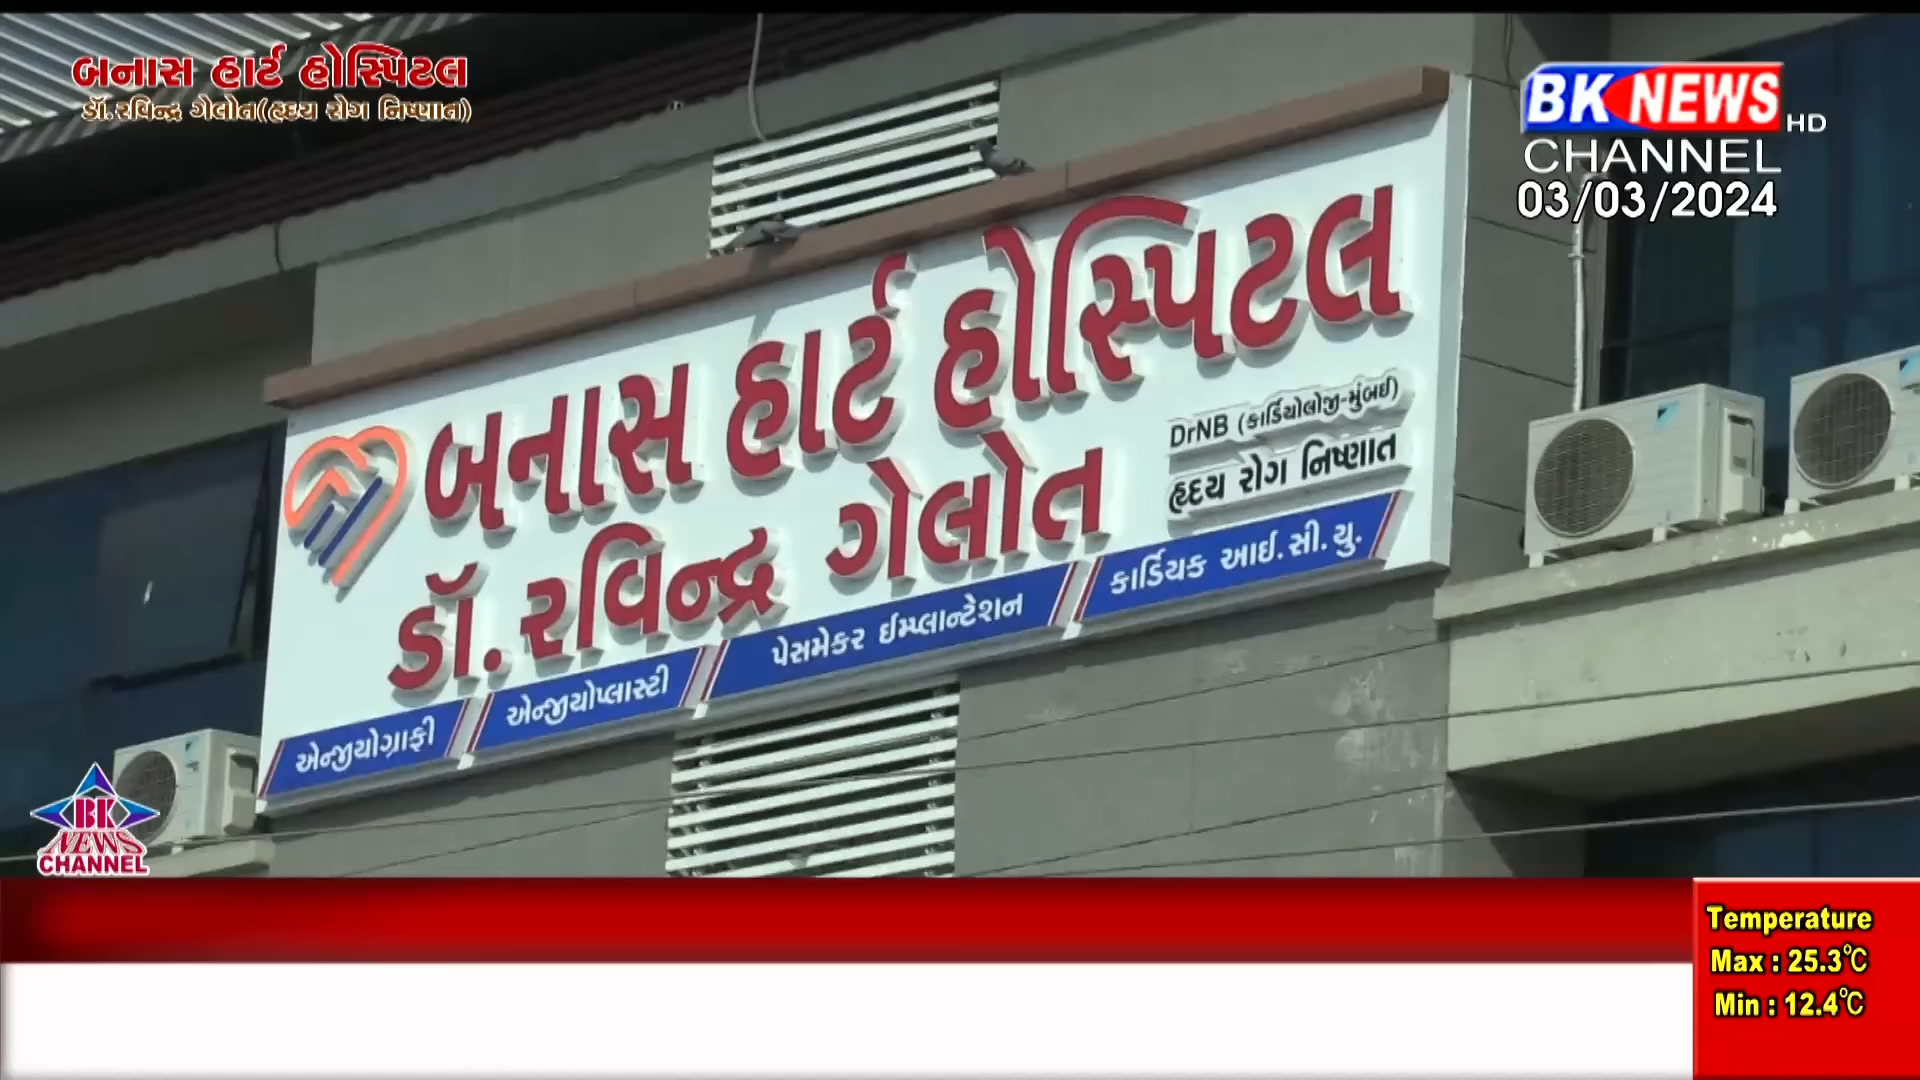 બનાસ હાર્ટ હોસ્પિટલ
ડૉ.રવિન્દ્ર ગેલોત(હૃદય રોગ નિષ્ણાત)
BK NEWS HD
CHANNEL
03/03/2024
બનાસ હાર્ટ હોસ્પિટલ
ડૉ.રવિન્દ્ર ગેલોત
DrNB (કાર્ડિયોલોજી-મુંબઈ)
હૃદય રોગ નિષ્ણાત
એન્જીયોગ્રાફી
એન્જીયોપ્લાસ્ટી
પેસમેકર ઈમ્પ્લાન્ટેશન
કાર્ડિયક આઈ.સી.યુ.
BK
NEWS
CHANNEL
Temperature
Max : 25.3°C
Min : 12.4°C